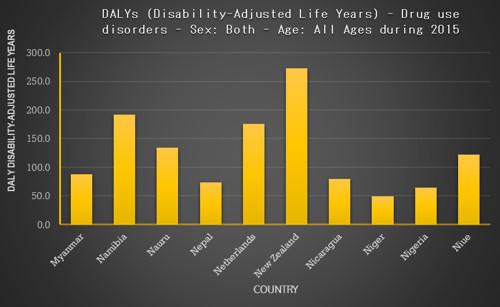 DALYs (Disability-Adjusted Life Years) - Drug use
disorders - Sex: Both - Age: All Ages during 2015
DALY DISABILITY-ADJUSTED LIFE YEARS
300.0
250.0
200.0
150.0
100.0
50.0
0.0
Myanmar
Namibia
Nauru
Nepal
Netherlands
New Zealand
Nicaragua
Niger
Nigeria
Niue
COUNTRY